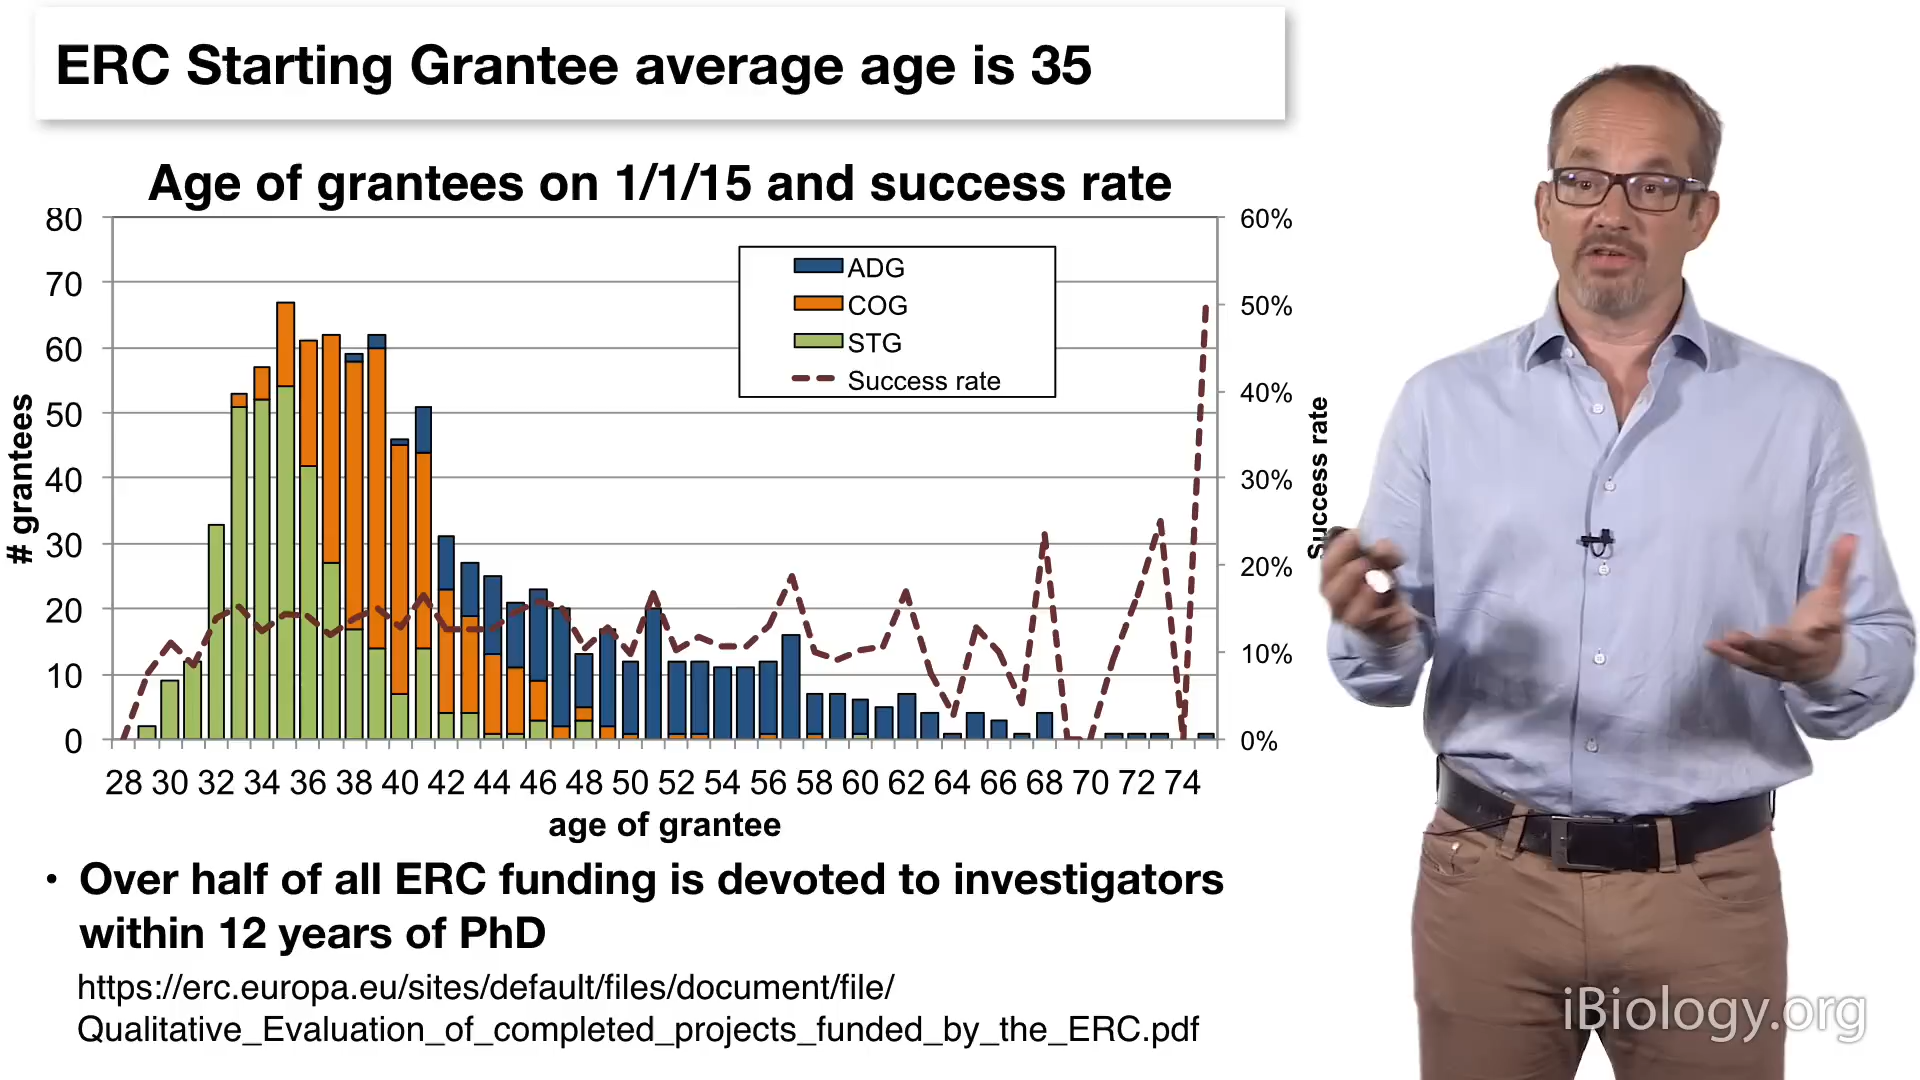 ERC Starting Grantee average age is 35
Age of grantees on 1/1/15 and success rate
80
70
60
50
40
30
20
10
0
# grantees
60%
50%
40%
30%
20%
10%
0%
Success rate
ADG
COG
STG
Success rate
28 30 32 34 36 38 40 42 44 46 48 50 52 54 56 58 60 62 64 66 68 70 72 74
age of grantee
• Over half of all ERC funding is devoted to investigators
within 12 years of PhD
https://erc.europa.eu/sites/default/files/document/file/
Qualitative_Evaluation_of_completed_projects_funded_by_the_ERC.pdf
iBiology.org